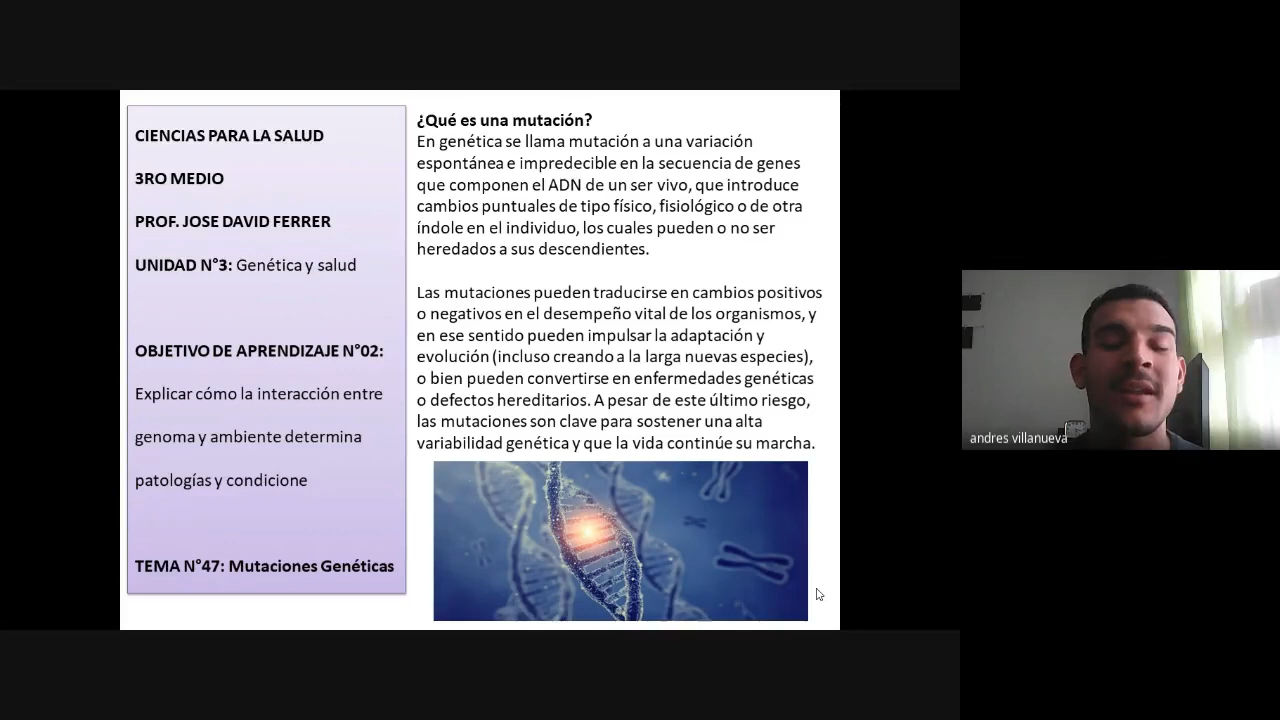 CIENCIAS PARA LA SALUD
3RO MEDIO
PROF. JOSE DAVID FERRER
UNIDAD N°3: Genética y salud
OBJETIVO DE APRENDIZAJE N°02:
Explicar cómo la interacción entre
genoma y ambiente determina
patologías y condicione
TEMA N°47: Mutaciones Genéticas
¿Qué es una mutación?
En genética se llama mutación a una variación
espontánea e impredecible en la secuencia de genes
que componen el ADN de un ser vivo, que introduce
cambios puntuales de tipo físico, fisiológico o de otra
índole en el individuo, los cuales pueden o no ser
heredados a sus descendientes.
Las mutaciones pueden traducirse en cambios positivos
o negativos en el desempeño vital de los organismos, y
en ese sentido pueden impulsar la adaptación y
evolución (incluso creando a la larga nuevas especies),
o bien pueden convertirse en enfermedades genéticas
o defectos hereditarios. A pesar de este último riesgo,
las mutaciones son clave para sostener una alta
variabilidad genética y que la vida continúe su marcha.
andres villanueva